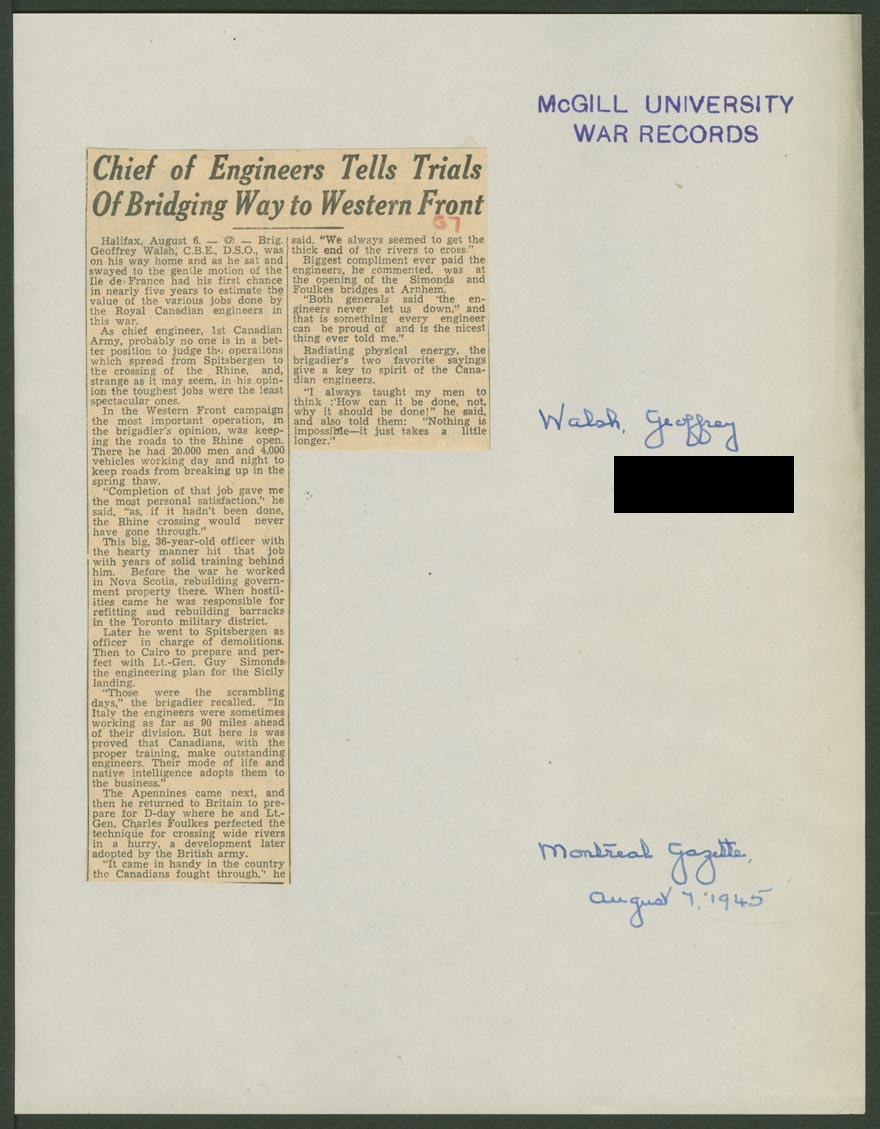 McGILL UNIVERSITY
WAR RECORDS
Chief of Engineers Tells Trials
Of Bridging Way to Western Front
G7
Halifax, August 6. — (CP) — Brig.
Geoffrey Walsh, C.B.E., D.S.O., was
on his way home and as he sat and
swayed to the gentle motion of the
Ile de France had his first chance
in nearly five years to estimate the
value of the various jobs done by
the Royal Canadian engineers in
this war.
As chief engineer, 1st Canadian
Army, probably no one is in a bet-
ter position to judge the operations
which spread from Spitsbergen to
the crossing of the Rhine, and,
strange as it may seem, in his opin-
ion the toughest jobs were the least
spectacular ones.
In the Western Front campaign
the most important operation, in
the brigadier's opinion, was keep-
ing the roads to the Rhine open.
There he had 20,000 men and 4,000
vehicles working day and night to
keep roads from breaking up in the
spring thaw.
"Completion of that job gave me
the most personal satisfaction," he
said, "as, if it hadn't been done,
the Rhine crossing would never
have gone through."
This big, 36-year-old officer with
the hearty manner hit that job
with years of solid training behind
him. Before the war he worked
in Nova Scotia, rebuilding govern-
ment property there. When hostil-
ities came he was responsible for
refitting and rebuilding barracks
in the Toronto military district.
Later he went to Spitsbergen as
officer in charge of demolitions.
Then to Cairo to prepare and per-
fect with Lt.-Gen. Guy Simonds
the engineering plan for the Sicily
landing.
"Those were the scrambling
days," the brigadier recalled. "In
Italy the engineers were sometimes
working as far as 90 miles ahead
of their division. But here is was
proved that Canadians, with the
proper training, make outstanding
engineers. Their mode of life and
native intelligence adopts them to
the business."
The Apennines came next, and
then he returned to Britain to pre-
pare for D-day where he and Lt.-
Gen. Charles Foulkes perfected the
technique for crossing wide rivers
in a hurry, a development later
adopted by the British army.
"It came in handy in the country
the Canadians fought through," he
said. "We always seemed to get the
thick end of the rivers to cross."
Biggest compliment ever paid the
engineers, he commented, was at
the opening of the Simonds and
Foulkes bridges at Arnhem.
"Both generals said 'the en-
gineers never let us down,' and
that is something every engineer
can be proud of and is the nicest
thing ever told me."
Radiating physical energy, the
brigadier's two favorite sayings
give a key to spirit of the Cana-
dian engineers.
"I always taught my men to
think :'How can it be done, not,
why it should be done!" he said,
and also told them: "Nothing is
impossible—it just takes a little
longer."
Walsh, Geoffrey
Montreal Gazette,
August 7, 1945